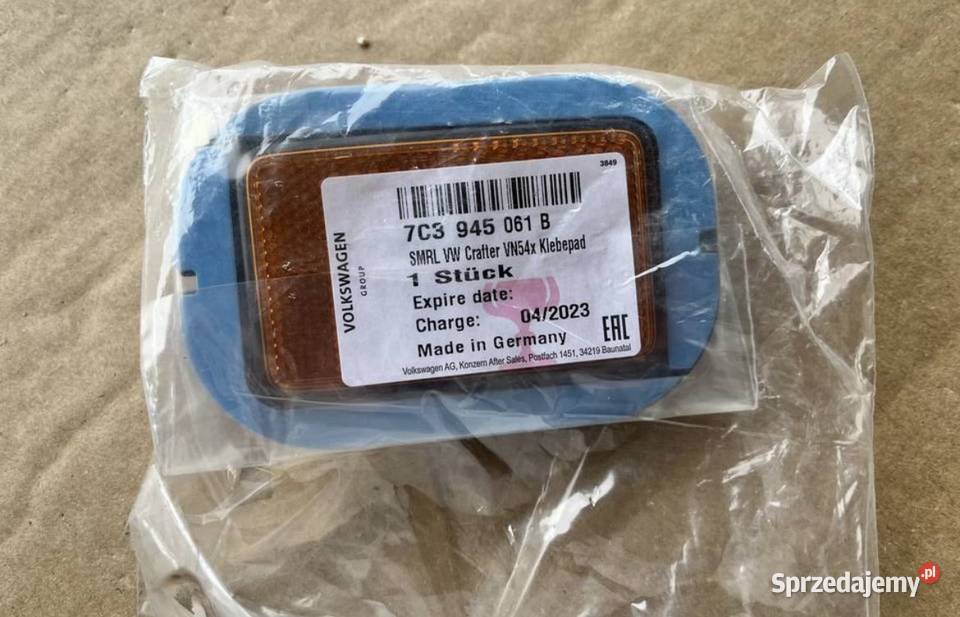 3849
7C3 945 061 B
SMRL VW Crafter VN54x Klebepad
1 Stück
Expire date:
Charge: 04/2023
Made in Germany
EAC
Volkswagen AG, Konzern After Sales, Postfach 1451, 34219 Baunatal
VOLKSWAGEN
GROUP
Sprzedajemy.pl